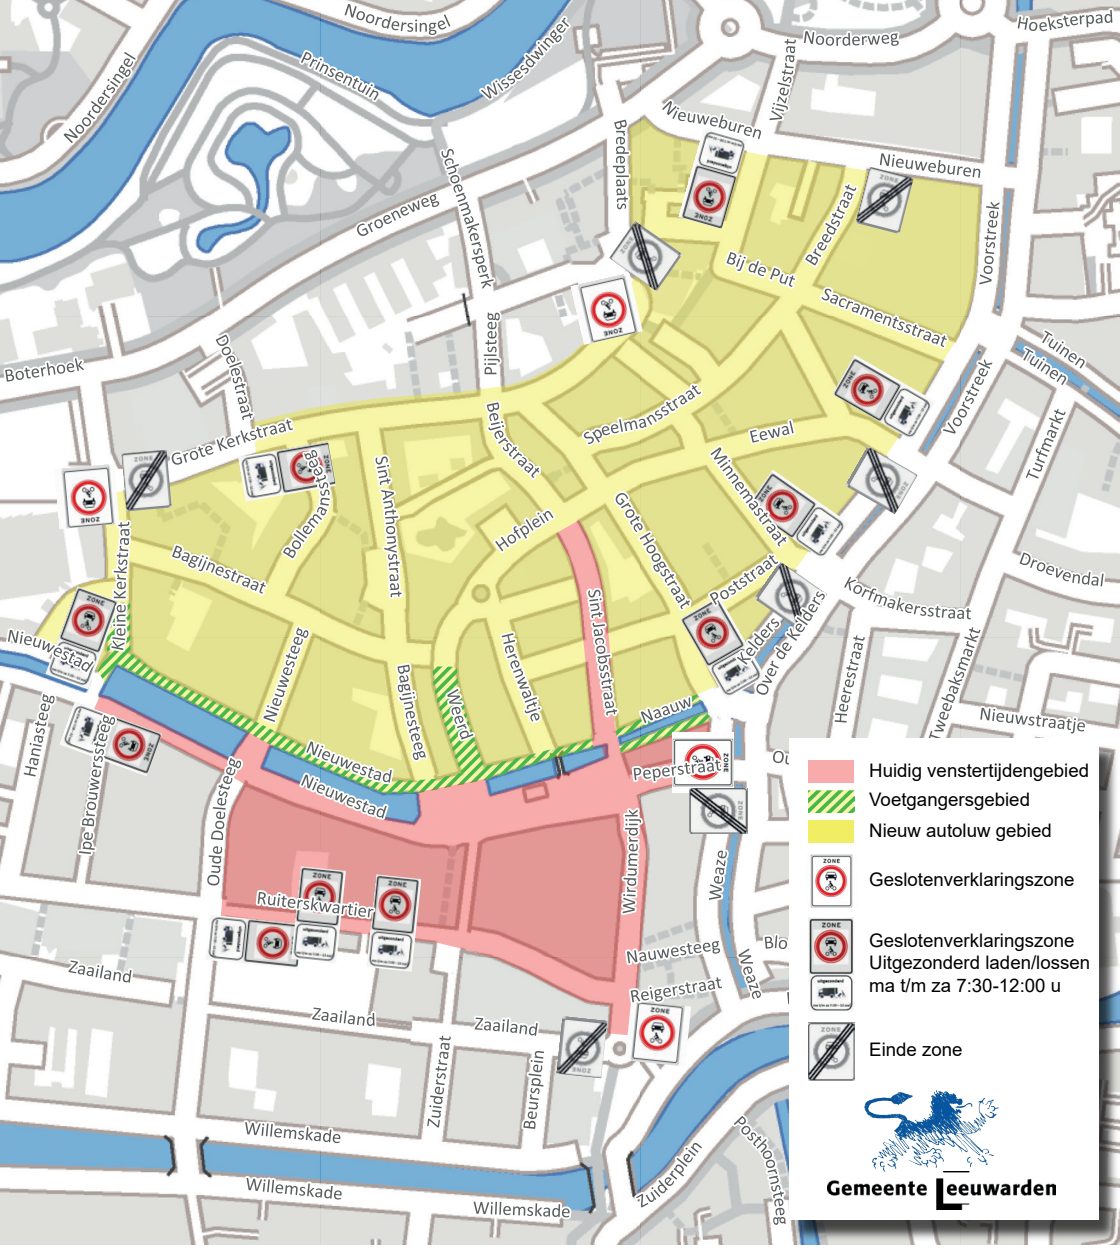 Noordersingel
Hoeksterpad
Noorderweg
Noordersingel
Prinsentuin
Wissesdwinger
Vijzelstraat
Nieuweburen
Nieuweburen
Bredeplaats
Schoenmakersperk
Groeneweg
Breedstraat
Voorstreek
Bij de Put
Sacramentsstraat
Pijlsteeg
Boterhoek
Doelestraat
Tuinen
Tuinen
Voorstreek
Turfmarkt
Grote Kerkstraat
Beijerstraat
Speelmansstraat
Eewal
Minnemastraat
Sint Anthonystraat
Bollemanssteeg
Hofplein
Grote Hoogstraat
Bagijnestraat
Kleine Kerkstraat
Poststraat
Droevendal
Korfmakersstraat
Sint Jacobsstraat
Kelders
Over de Kelders
Nieuwestad
Nieuwesteeg
Herenwaltje
Bagijnesteeg
Weerd
Heerestraat
Tweebaksmarkt
Nieuwstraatje
Naauw
Haniasteeg
Ipe Brouwerssteeg
Nieuwestad
Nieuwestad
Peperstraat
Oude Doelesteeg
Wirdumerdijk
Weaze
Ruiterskwartier
Nauwesteeg
Weaze
Reigerstraat
Zaailand
Zaailand
Zaailand
Zuiderstraat
Beursplein
Willemskade
Willemskade
Willemskade
Zuiderplein
Posthoornsteeg
Huidig venstertijdengebied
Voetgangersgebied
Nieuw autoluw gebied
ZONE
Geslotenverklaringszone
ZONE
Geslotenverklaringszone
Uitgezonderd laden/lossen
uitgezonderd
ma t/m za 7:30-12:00 u
ZONE
Einde zone
Gemeente Leeuwarden